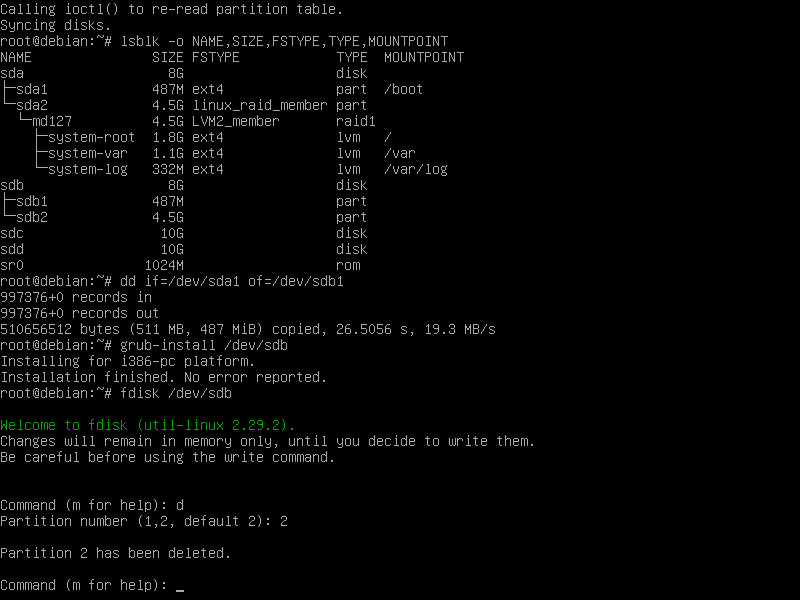 Calling ioctl() to re-read partition table.
Syncing disks.
root@debian:~# lsblk -o NAME,SIZE,FSTYPE,TYPE,MOUNTPOINT
NAME                SIZE FSTYPE            TYPE  MOUNTPOINT
sda                   8G                   disk
├─sda1              487M ext4              part  /boot
└─sda2              4.5G linux_raid_member part
  └─md127           4.5G LVM2_member       raid1
    ├─system-root   1.8G ext4              lvm   /
    ├─system-var    1.1G ext4              lvm   /var
    └─system-log    332M ext4              lvm   /var/log
sdb                   8G                   disk
├─sdb1              487M                   part
└─sdb2              4.5G                   part
sdc                  10G                   disk
sdd                  10G                   disk
sr0                1024M                   rom
root@debian:~# dd if=/dev/sda1 of=/dev/sdb1
997376+0 records in
997376+0 records out
510656512 bytes (511 MB, 487 MiB) copied, 26.5056 s, 19.3 MB/s
root@debian:~# grub-install /dev/sdb
Installing for i386-pc platform.
Installation finished. No error reported.
root@debian:~# fdisk /dev/sdb
Welcome to fdisk (util-linux 2.29.2).
Changes will remain in memory only, until you decide to write them.
Be careful before using the write command.
Command (m for help): d
Partition number (1,2, default 2): 2
Partition 2 has been deleted.
Command (m for help): _